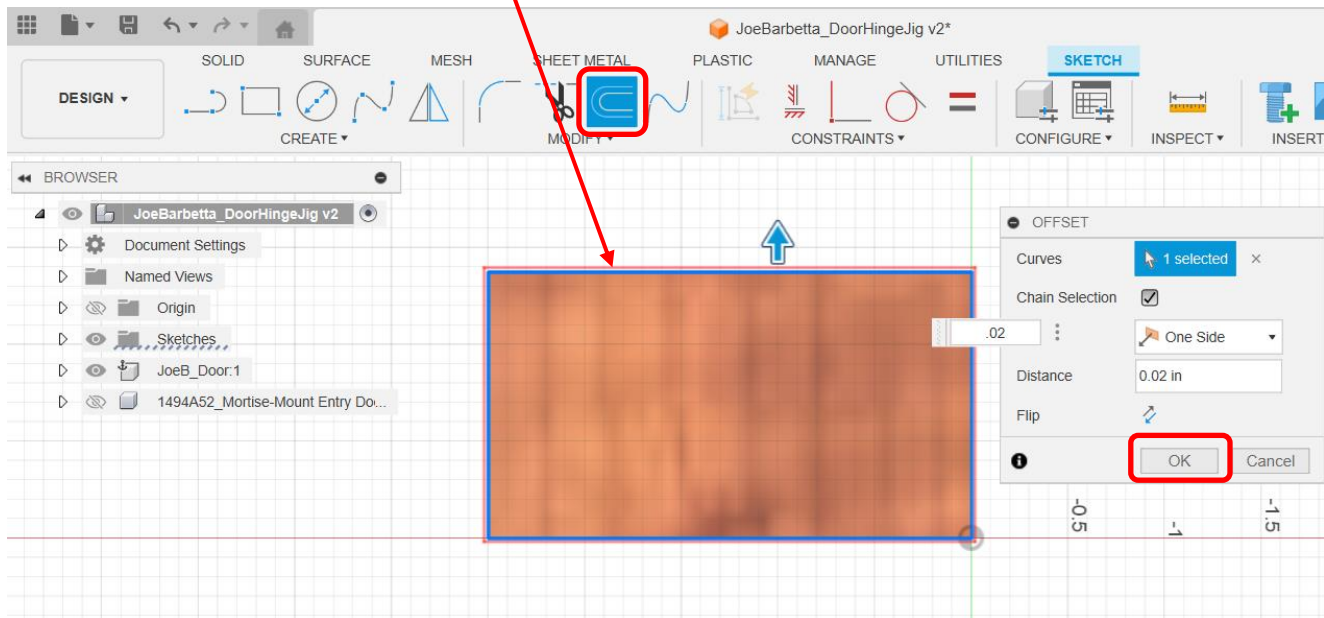 JoeBarbetta_DoorHingeJig v2*
SOLID SURFACE MESH SHEET METAL PLASTIC MANAGE UTILITIES SKETCH
DESIGN
CREATE MODIFY CONSTRAINTS CONFIGURE INSPECT INSERT
BROWSER
JoeBarbetta_DoorHingeJig v2
Document Settings
Named Views
Origin
Sketches
JoeB_Door:1
1494A52_Mortise-Mount Entry Do...
OFFSET
Curves 1 selected
Chain Selection
.02
One Side
Distance 0.02 in
Flip
OK Cancel
-0.5
-1
-1.5